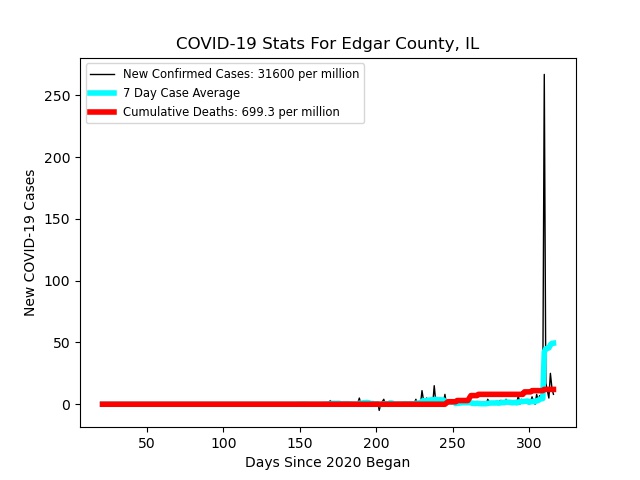 COVID-19 Stats For Edgar County, IL
New Confirmed Cases: 31600 per million
7 Day Case Average
Cumulative Deaths: 699.3 per million
New COVID-19 Cases
250
200
150
100
50
0
50 100 150 200 250 300
Days Since 2020 Began